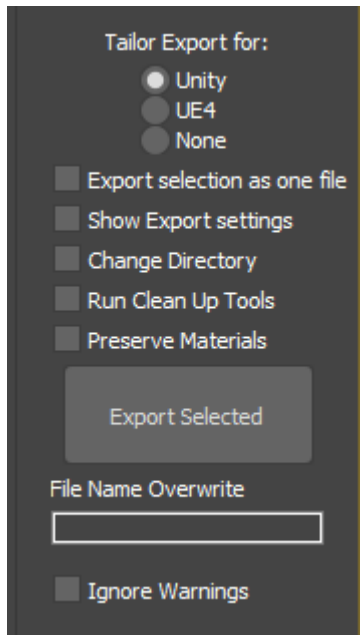 Tailor Export for:
Unity
UE4
None
Export selection as one file
Show Export settings
Change Directory
Run Clean Up Tools
Preserve Materials
Export Selected
File Name Overwrite
Ignore Warnings